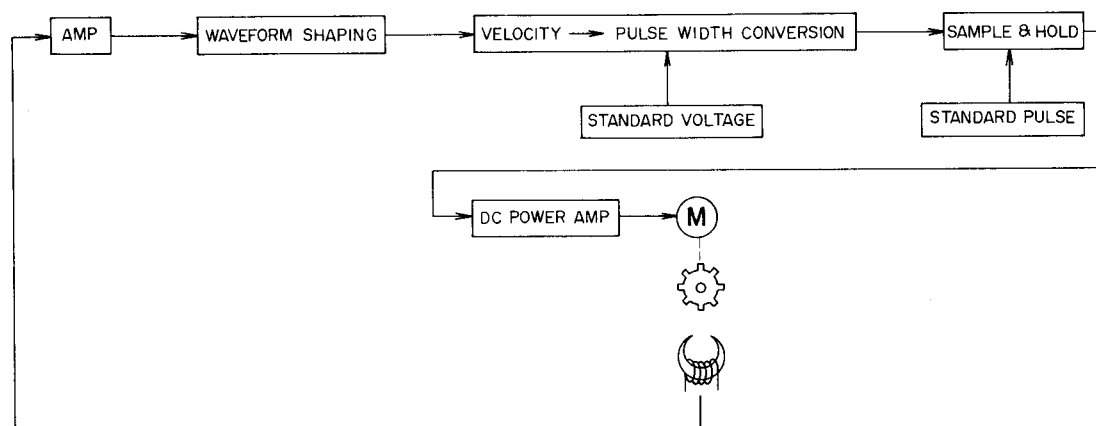 AMP
WAVEFORM SHAPING
VELOCITY → PULSE WIDTH CONVERSION
SAMPLE & HOLD
STANDARD VOLTAGE
STANDARD PULSE
DC POWER AMP
M